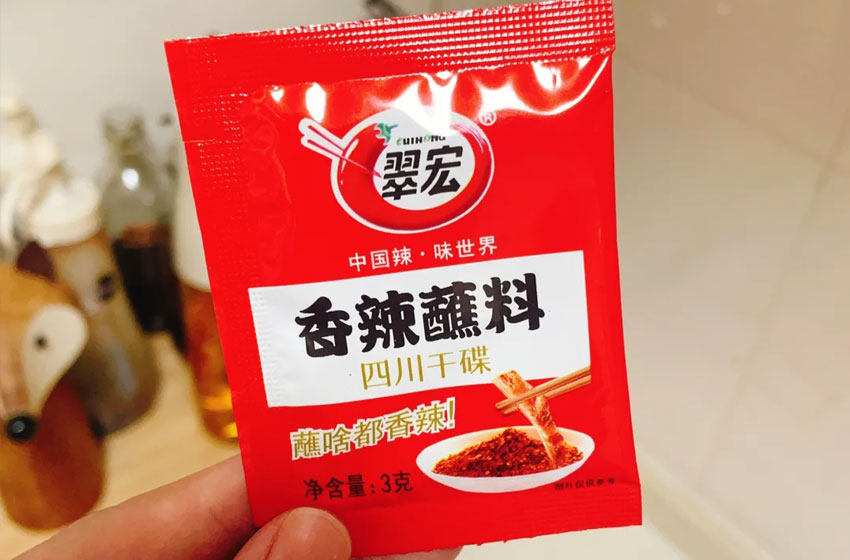 CUIHONG
®
翠宏
中国辣·味世界
香辣蘸料
四川干碟
蘸啥都香辣!
净含量:3克
图片仅供参考